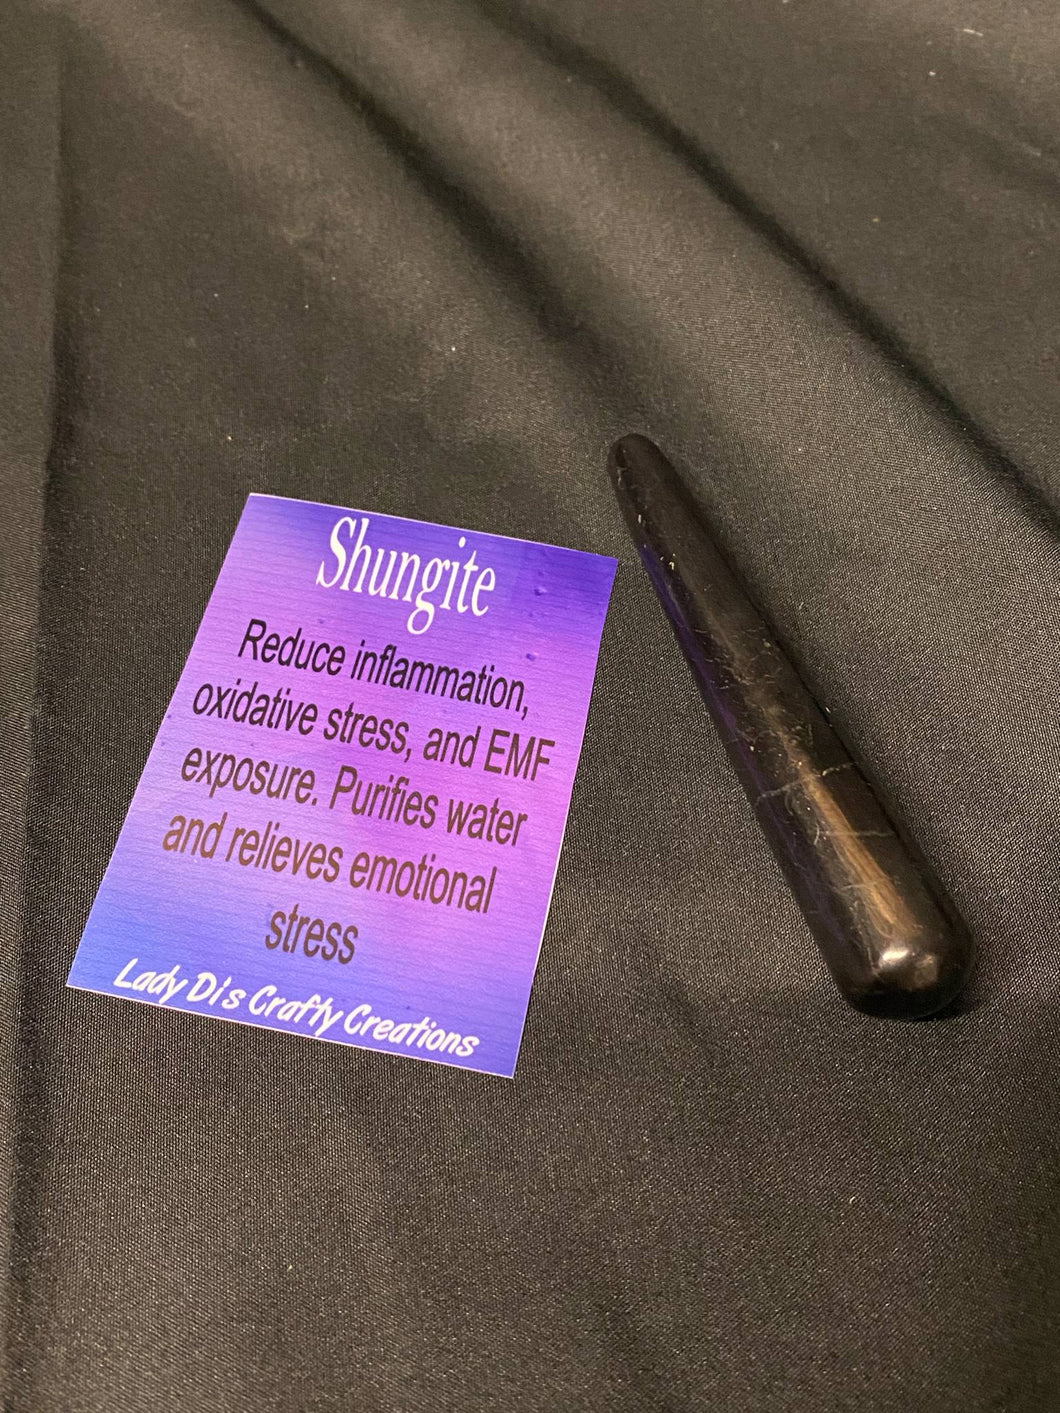 Shungite
Reduce inflammation,
oxidative stress, and EMF
exposure. Purifies water
and relieves emotional
stress
Lady Di's Crafty Creations